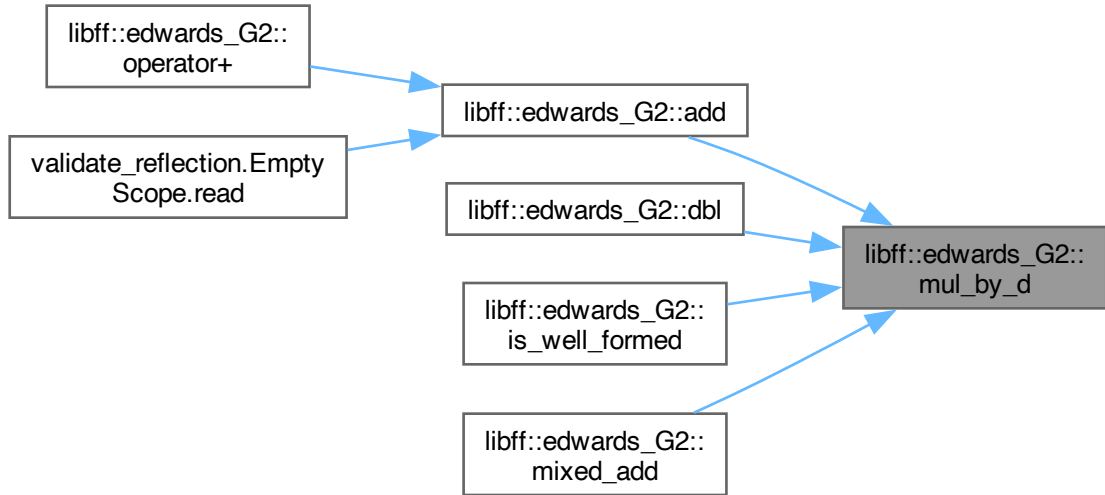 libff::edwards_G2::
operator+
validate_reflection.Empty
Scope.read
libff::edwards_G2::add
libff::edwards_G2::dbl
libff::edwards_G2::
is_well_formed
libff::edwards_G2::
mixed_add
libff::edwards_G2::
mul_by_d